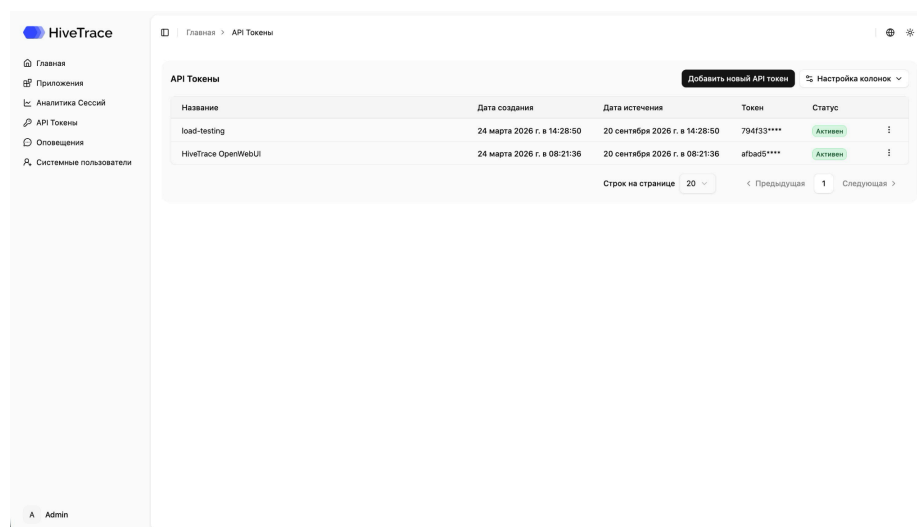 HiveTrace
Главная > API Токены
Главная
Приложения
Аналитика Сессий
API Токены
Оповещения
Системные пользователи
API Токены
Добавить новый API токен
Настройка колонок
Название Дата создания Дата истечения Токен Статус
load-testing 24 марта 2026 г. в 14:28:50 20 сентября 2026 г. в 14:28:50 794f33**** Активен
HiveTrace OpenWebUI 24 марта 2026 г. в 08:21:36 20 сентября 2026 г. в 08:21:36 afbad5**** Активен
Строк на странице 20 < Предыдущая 1 Следующая >
A Admin